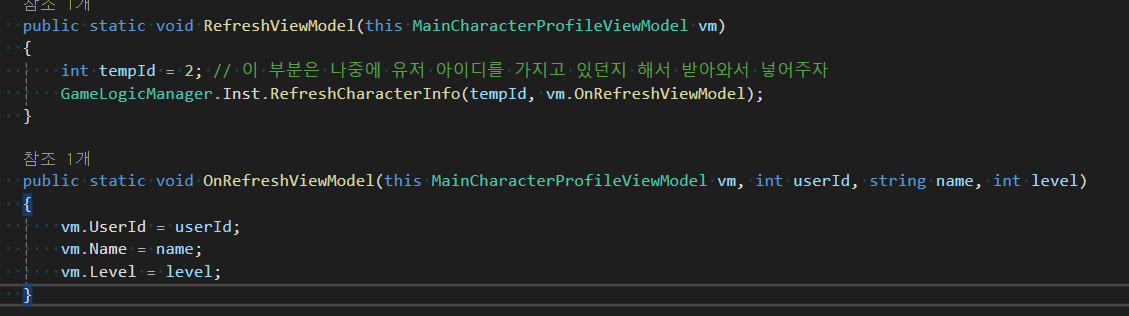 참조 1개
public static void RefreshViewModel(this MainCharacterProfileViewModel vm)
{
int tempId = 2; // 이 부분은 나중에 유저 아이디를 가지고 있던지 해서 받아와서 넣어주자
GameLogicManager.Inst.RefreshCharacterInfo(tempId, vm.OnRefreshViewModel);
}
참조 1개
public static void OnRefreshViewModel(this MainCharacterProfileViewModel vm, int userId, string name, int level)
{
vm.UserId = userId;
vm.Name = name;
vm.Level = level;
}